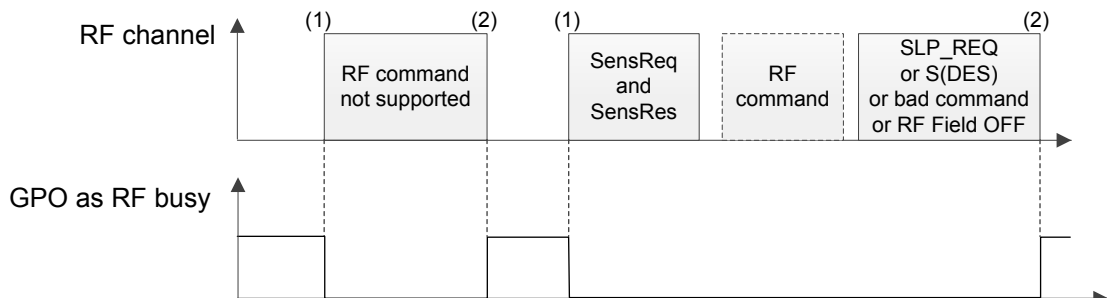 (1) (2) (1) (2)
RF channel
RF command
not supported
SensReq
and
SensRes
RF
command
SLP_REQ
or S(DES)
or bad command
or RF Field OFF
GPO as RF busy